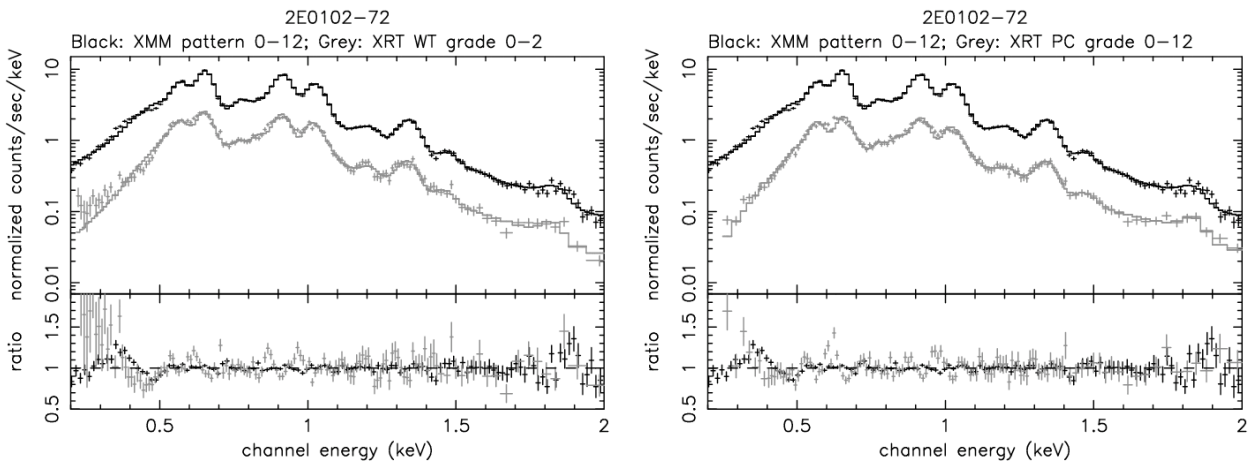 2E0102-72
Black: XMM pattern 0-12; Grey: XRT WT grade 0-2
normalized counts/sec/keV
10
1
0.1
0.01
ratio
0
1.5
1
0.5
0.5
1
1.5
2
channel energy (keV)
2E0102-72
Black: XMM pattern 0-12; Grey: XRT PC grade 0-12
normalized counts/sec/keV
10
1
0.1
0.01
ratio
0
1.5
1
0.5
0.5
1
1.5
2
channel energy (keV)